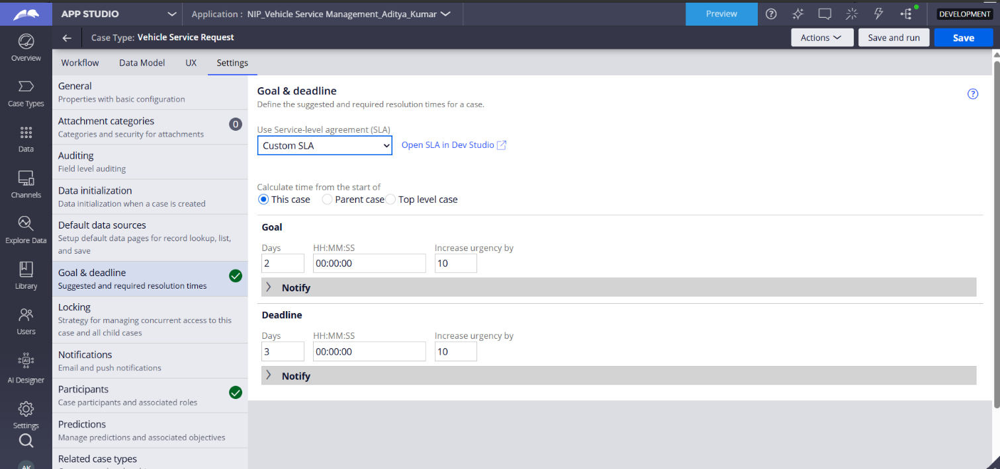 APP STUDIO
Application : NIP_Vehicle Service Management_Aditya_Kumar
Preview
DEVELOPMENT
Case Type: Vehicle Service Request
Actions
Save and run
Save
Overview
Case Types
Data
Channels
Explore Data
Library
Users
AI
AI Designer
Settings
AK
Workflow
Data Model
UX
Settings
General
Properties with basic configuration
Attachment categories
0
Categories and security for attachments
Auditing
Field level auditing
Data initialization
Data initialization when a case is created
Default data sources
Setup default data pages for record lookup, list,
and save
Goal & deadline
Suggested and required resolution times
Locking
Strategy for managing concurrent access to this
case and all child cases
Notifications
Email and push notifications
Participants
Case participants and associated roles
Predictions
Manage predictions and associated objectives
Related case types
Goal & deadline
Define the suggested and required resolution times for a case.
Use Service-level agreement (SLA)
Custom SLA
Open SLA in Dev Studio
Calculate time from the start of
This case
Parent case
Top level case
Goal
Days
HH:MM:SS
Increase urgency by
2
00:00:00
10
Notify
Deadline
Days
HH:MM:SS
Increase urgency by
3
00:00:00
10
Notify